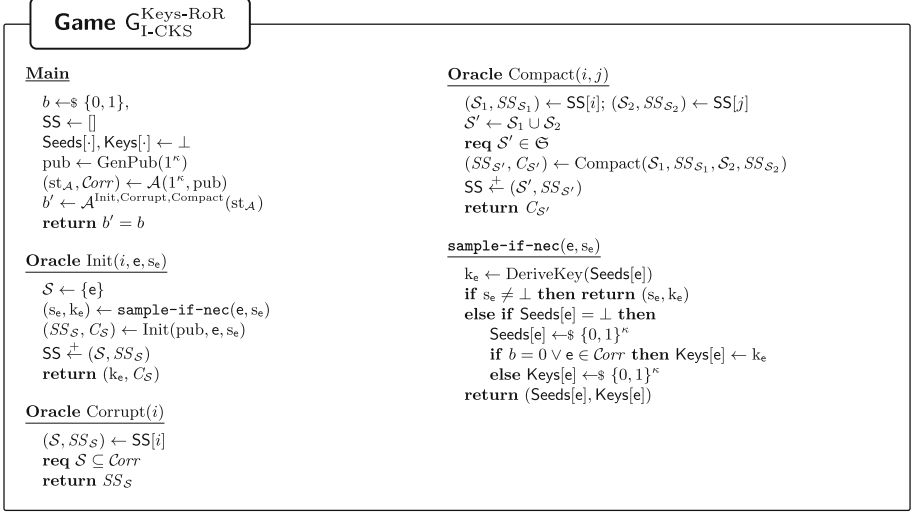 Game G^{Keys-RoR}_{I-CKS}
Main
b ←$ {0, 1},
SS ← []
Seeds[·], Keys[·] ← ⊥
pub ← GenPub(1^κ)
(st_𝒜, 𝒞orr) ← 𝒜(1^κ, pub)
b′ ← 𝒜^{Init,Corrupt,Compact}(st_𝒜)
return b′ = b
Oracle Init(i, e, s_e)
𝒮 ← {e}
(s_e, k_e) ← sample-if-nec(e, s_e)
(SS_𝒮, C_𝒮) ← Init(pub, e, s_e)
SS ←^+ (𝒮, SS_𝒮)
return (k_e, C_𝒮)
Oracle Corrupt(i)
(𝒮, SS_𝒮) ← SS[i]
req 𝒮 ⊆ 𝒞orr
return SS_𝒮
Oracle Compact(i, j)
(𝒮_1, SS_{𝒮_1}) ← SS[i]; (𝒮_2, SS_{𝒮_2}) ← SS[j]
𝒮′ ← 𝒮_1 ∪ 𝒮_2
req 𝒮′ ∈ 𝔖
(SS_{𝒮′}, C_{𝒮′}) ← Compact(𝒮_1, SS_{𝒮_1}, 𝒮_2, SS_{𝒮_2})
SS ←^+ (𝒮′, SS_{𝒮′})
return C_{𝒮′}
sample-if-nec(e, s_e)
k_e ← DeriveKey(Seeds[e])
if s_e ≠ ⊥ then return (s_e, k_e)
else if Seeds[e] = ⊥ then
Seeds[e] ←$ {0, 1}^κ
if b = 0 ∨ e ∈ 𝒞orr then Keys[e] ← k_e
else Keys[e] ←$ {0, 1}^κ
return (Seeds[e], Keys[e])